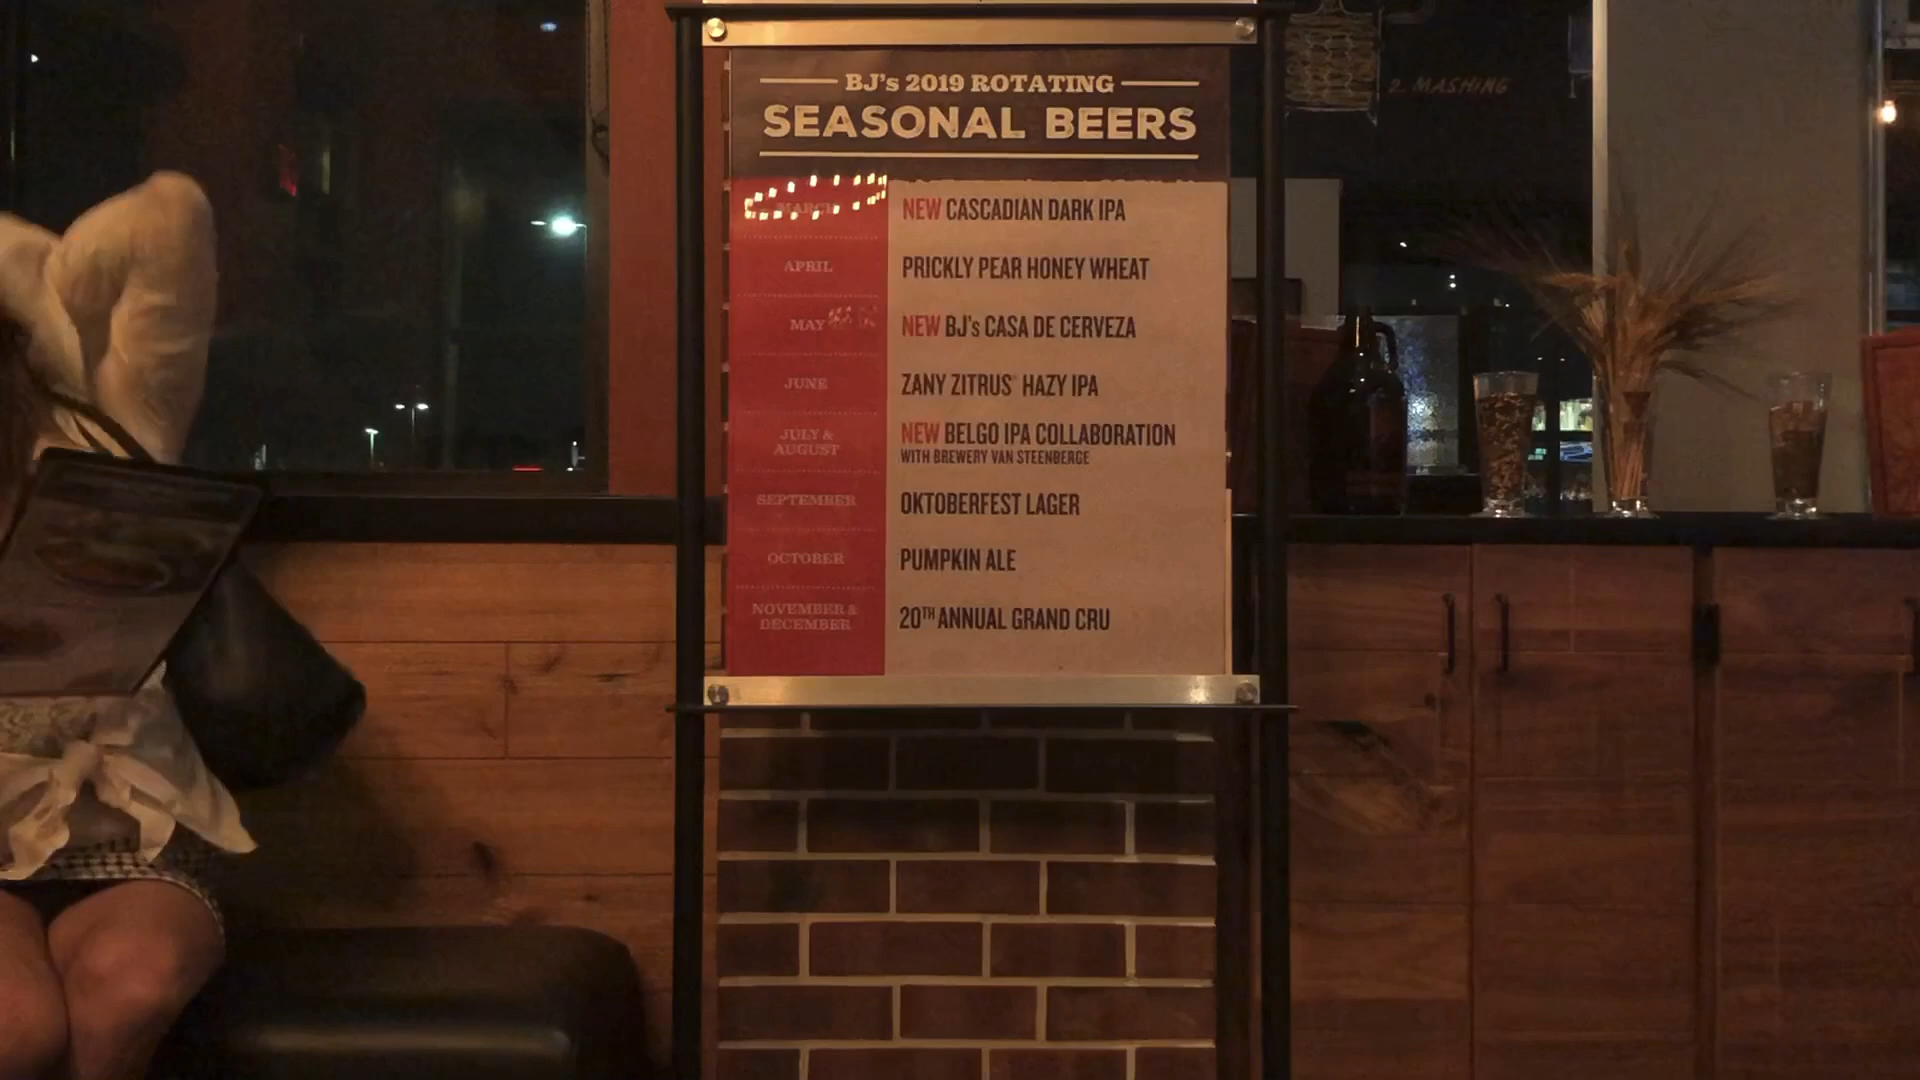 BJ's 2019 ROTATING
SEASONAL BEERS
MARCH
NEW CASCADIAN DARK IPA
APRIL
PRICKLY PEAR HONEY WHEAT
MAY
NEW BJ's CASA DE CERVEZA
JUNE
ZANY ZITRUS® HAZY IPA
JULY &
AUGUST
NEW BELGO IPA COLLABORATION
WITH BREWERY VAN STEENBERGE
SEPTEMBER
OKTOBERFEST LAGER
OCTOBER
PUMPKIN ALE
NOVEMBER &
DECEMBER
20TH ANNUAL GRAND CRU
2. MASHING